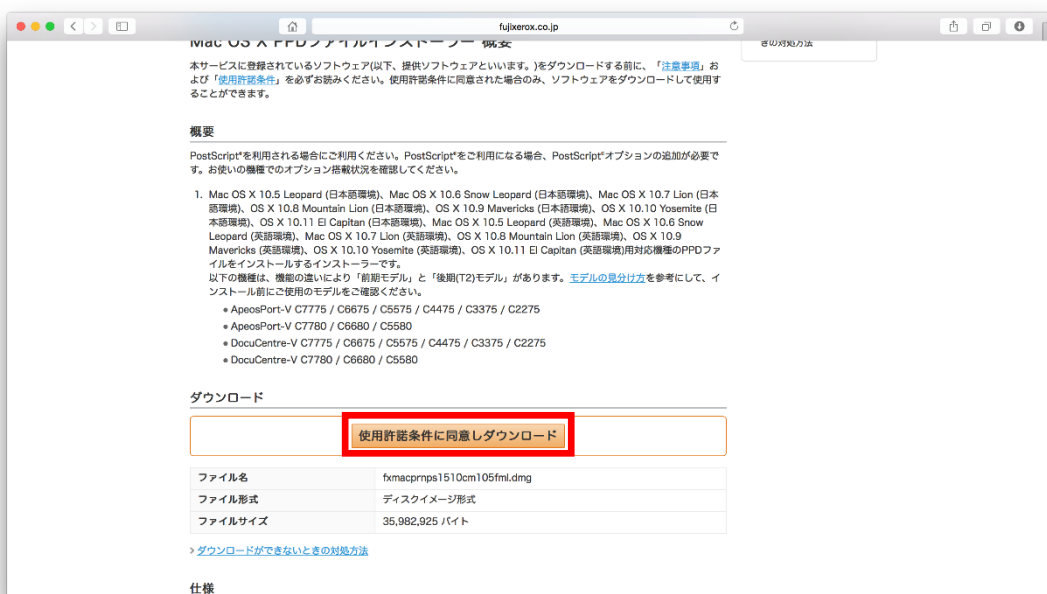 fujixerox.co.jp
Mac OS X PPDファイルインストーラー 概要
きの対処方法
本サービスに登録されているソフトウェア(以下、提供ソフトウェアといいます。)をダウンロードする前に、「注意事項」お
よび「使用許諾条件」を必ずお読みください。使用許諾条件に同意された場合のみ、ソフトウェアをダウンロードして使用す
ることができます。
概要
PostScript®を利用される場合にご利用ください。PostScript®をご利用になる場合、PostScript®オプションの追加が必要で
す。お使いの機種でのオプション搭載状況を確認してください。
1. Mac OS X 10.5 Leopard (日本語環境)、Mac OS X 10.6 Snow Leopard (日本語環境)、Mac OS X 10.7 Lion (日本
語環境)、OS X 10.8 Mountain Lion (日本語環境)、OS X 10.9 Mavericks (日本語環境)、OS X 10.10 Yosemite (日
本語環境)、OS X 10.11 El Capitan (日本語環境)、Mac OS X 10.5 Leopard (英語環境)、Mac OS X 10.6 Snow
Leopard (英語環境)、Mac OS X 10.7 Lion (英語環境)、OS X 10.8 Mountain Lion (英語環境)、OS X 10.9
Mavericks (英語環境)、OS X 10.10 Yosemite (英語環境)、OS X 10.11 El Capitan (英語環境)用対応機種のPPDファ
イルをインストールするインストーラーです。
以下の機種は、機能の違いにより「前期モデル」と「後期(T2)モデル」があります。モデルの見分け方を参考にして、イ
ンストール前にご使用のモデルをご確認ください。
• ApeosPort-V C7775 / C6675 / C5575 / C4475 / C3375 / C2275
• ApeosPort-V C7780 / C6680 / C5580
• DocuCentre-V C7775 / C6675 / C5575 / C4475 / C3375 / C2275
• DocuCentre-V C7780 / C6680 / C5580
ダウンロード
使用許諾条件に同意しダウンロード
ファイル名 fxmacprnps1510cm105fml.dmg
ファイル形式 ディスクイメージ形式
ファイルサイズ 35,982,925 バイト
› ダウンロードができないときの対処方法
仕様